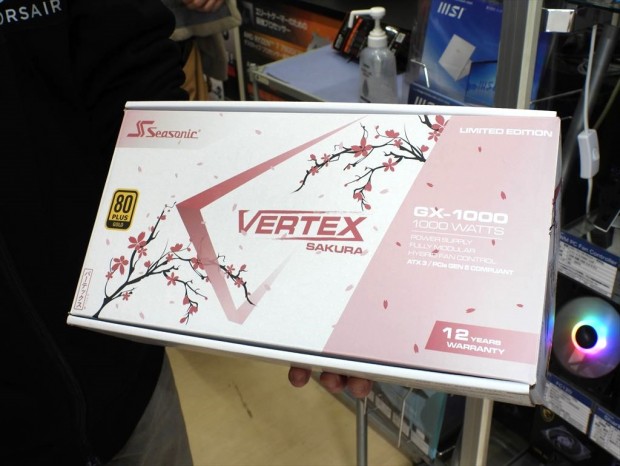 CORSAIR
msi
Seasonic
LIMITED EDITION
80
PLUS
GOLD
VERTEX
SAKURA
GX-1000
1000 WATTS
POWER SUPPLY
FULLY MODULAR
HYBRID FAN CONTROL
ATX 3 / PCIe GEN 5 COMPLIANT
12 YEARS
WARRANTY